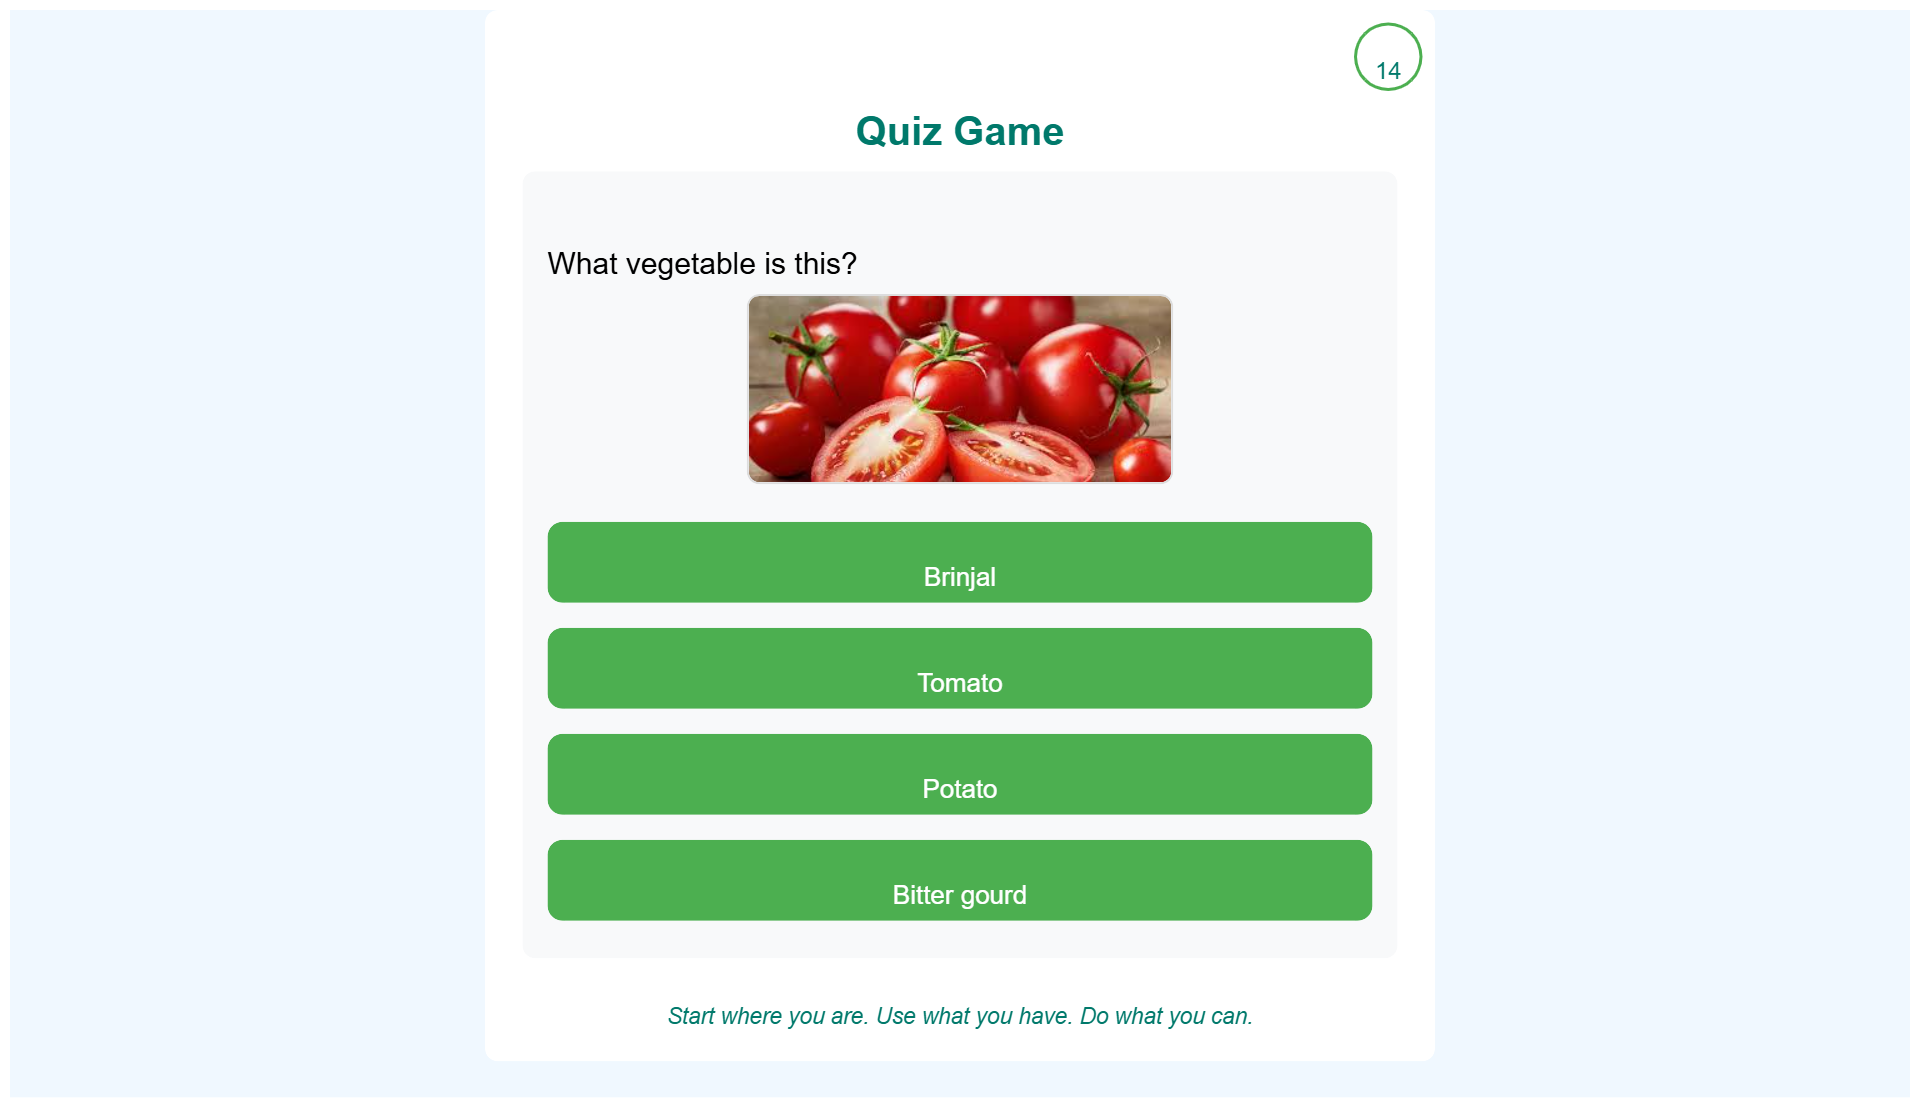 14
Quiz Game
What vegetable is this?
Brinjal
Tomato
Potato
Bitter gourd
Start where you are. Use what you have. Do what you can.